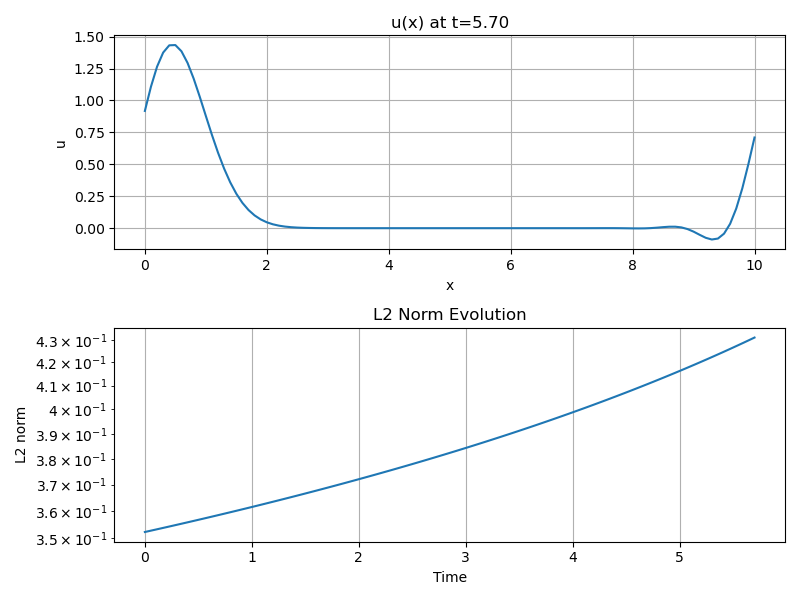 u(x) at t=5.70
1.50
1.25
1.00
0.75
0.50
0.25
0.00
u
0 2 4 6 8 10
x
L2 Norm Evolution
4.3 × 10⁻¹
4.2 × 10⁻¹
4.1 × 10⁻¹
4 × 10⁻¹
3.9 × 10⁻¹
3.8 × 10⁻¹
3.7 × 10⁻¹
3.6 × 10⁻¹
3.5 × 10⁻¹
L2 norm
0 1 2 3 4 5
Time